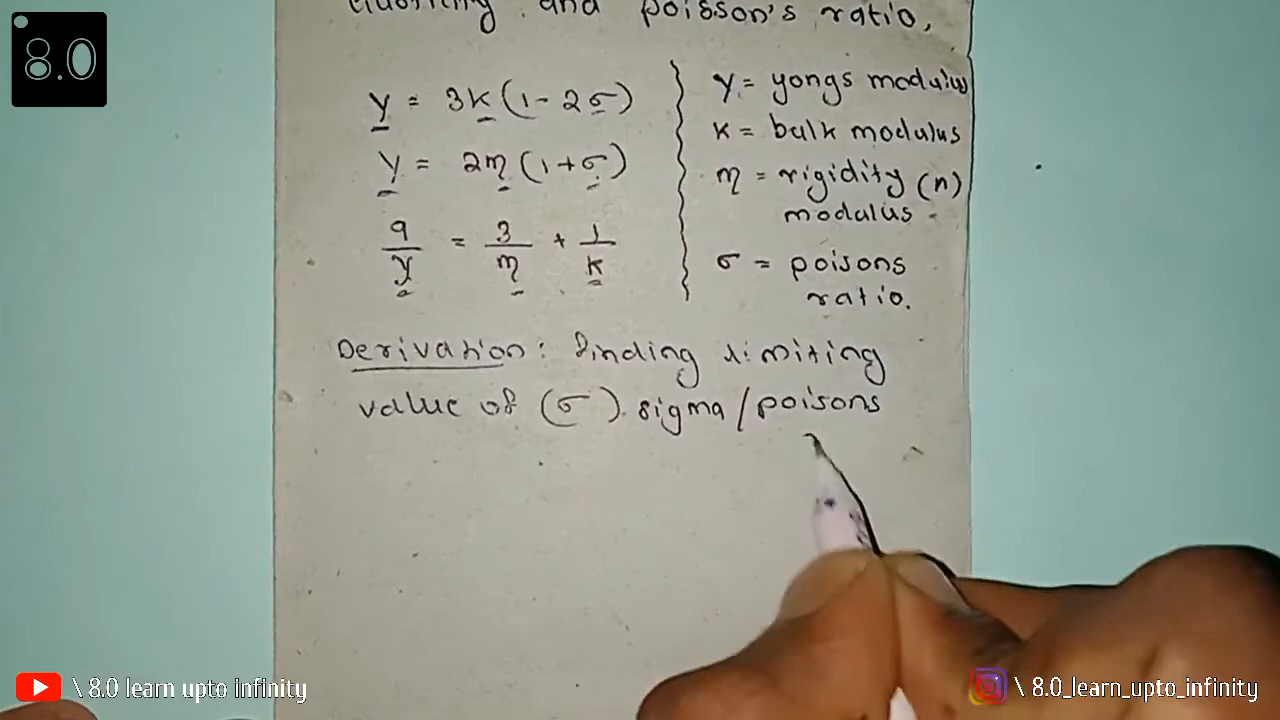 8.0
and poisson's ratio,
y = 3k(1-2σ)
y = 2η(1+σ)
9/y = 3/η + 1/k
y = yongs modulus
k = bulk modulus
η = rigidity (n)
modulus
σ = poisons
ratio.
Derivation: finding limiting
value of (σ) sigma/poisons
\ 8.0 learn upto infinity
\ 8.0_learn_upto_infinity